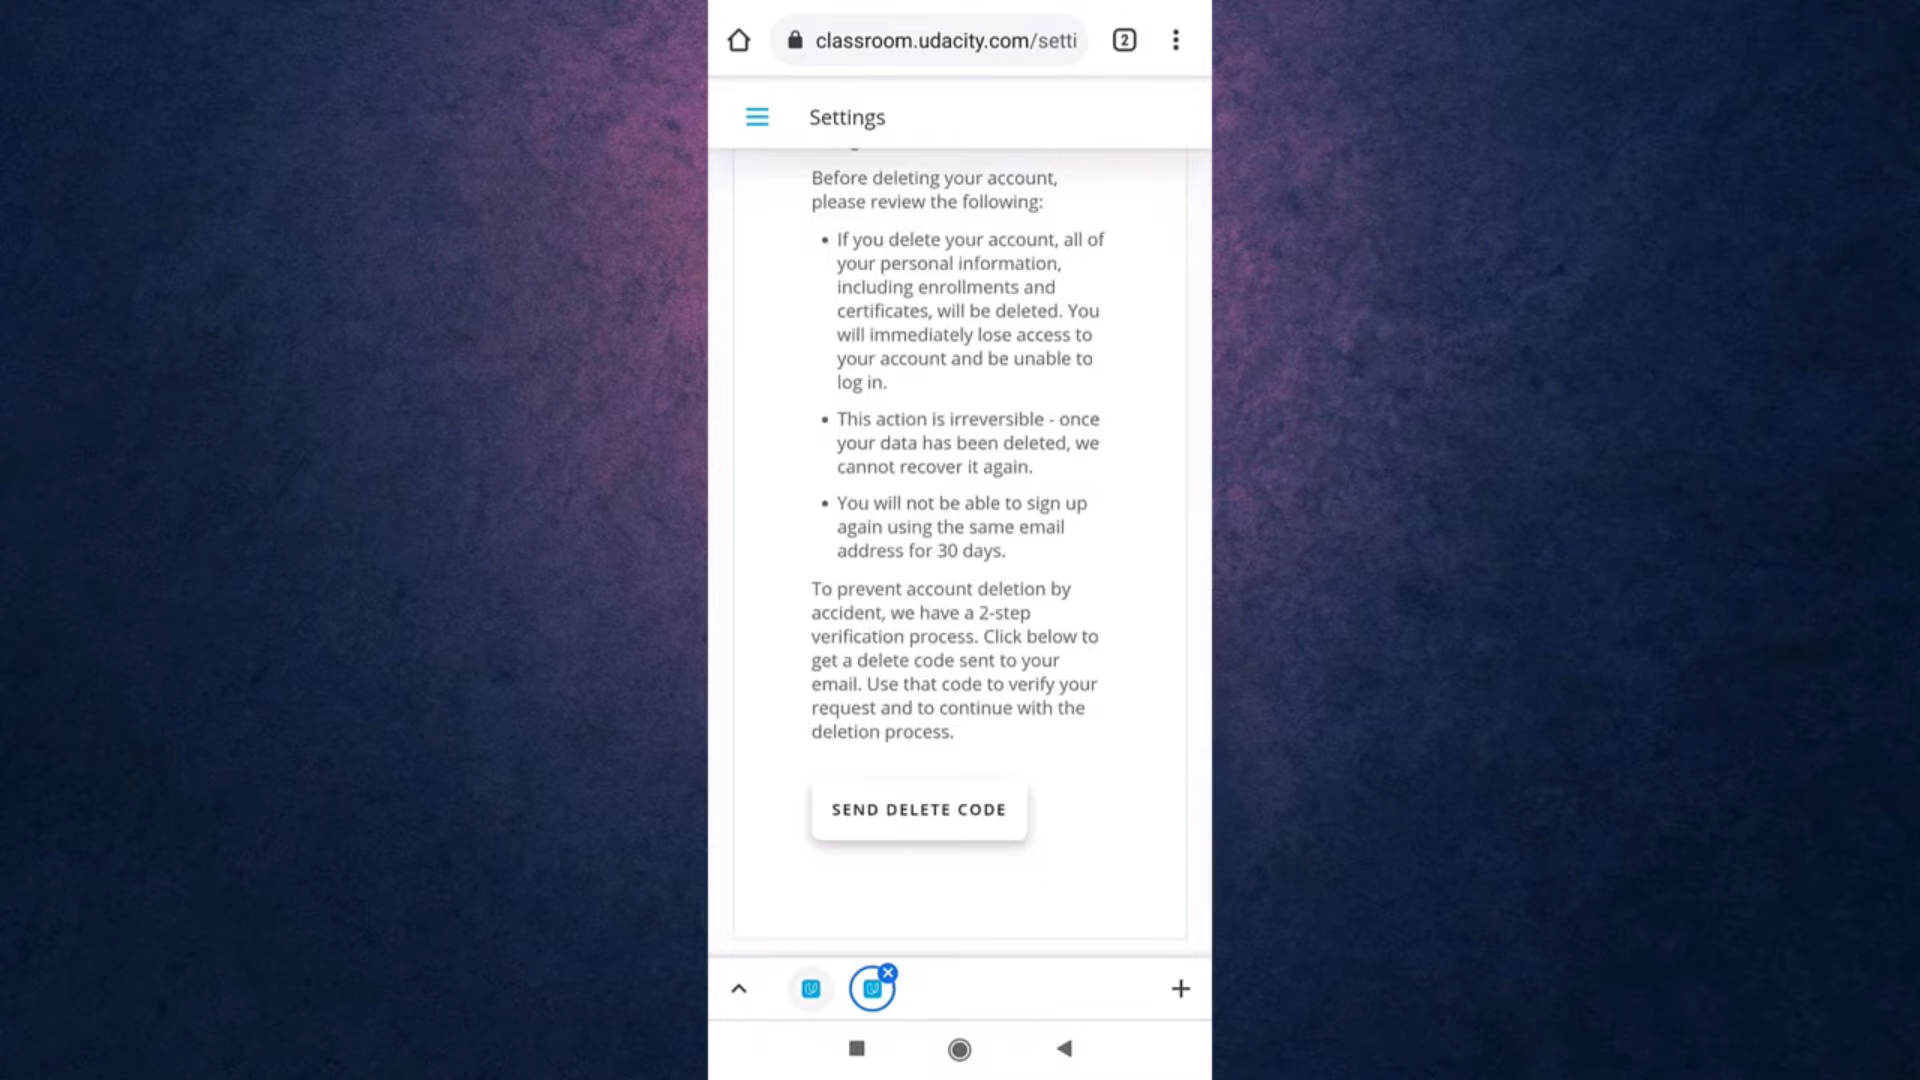 classroom.udacity.com/setti
2
Settings
Before deleting your account,
please review the following:
• If you delete your account, all of
your personal information,
including enrollments and
certificates, will be deleted. You
will immediately lose access to
your account and be unable to
log in.
• This action is irreversible - once
your data has been deleted, we
cannot recover it again.
• You will not be able to sign up
again using the same email
address for 30 days.
To prevent account deletion by
accident, we have a 2-step
verification process. Click below to
get a delete code sent to your
email. Use that code to verify your
request and to continue with the
deletion process.
SEND DELETE CODE